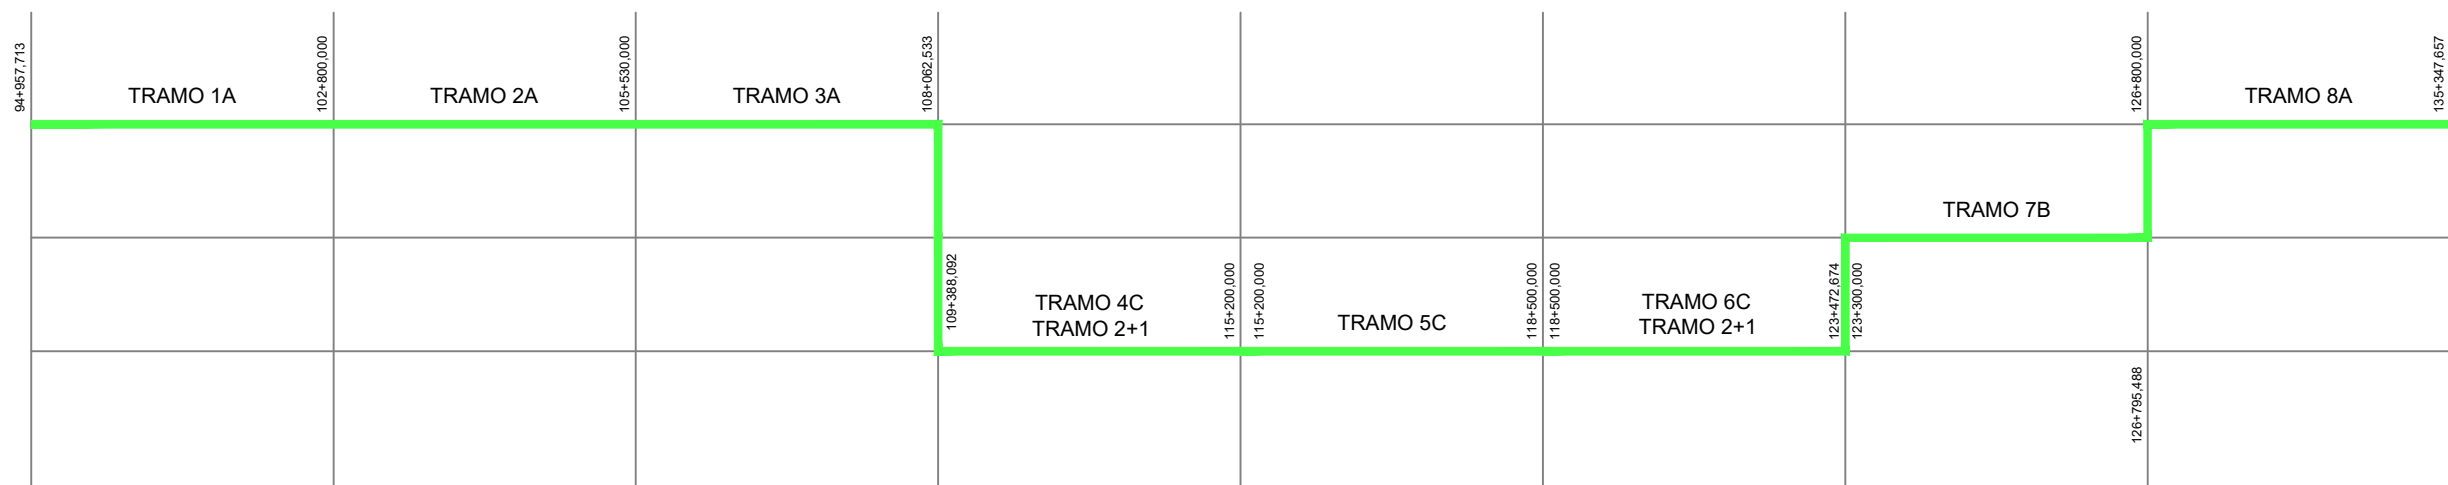 94+957,713
TRAMO 1A
102+800,000
TRAMO 2A
105+530,000
TRAMO 3A
108+062,533
126+800,000
TRAMO 8A
135+347,657
TRAMO 7B
109+388,092
TRAMO 4C
TRAMO 2+1
115+200,000
115+200,000
TRAMO 5C
118+500,000
118+500,000
TRAMO 6C
TRAMO 2+1
123+472,674
123+300,000
126+795,488